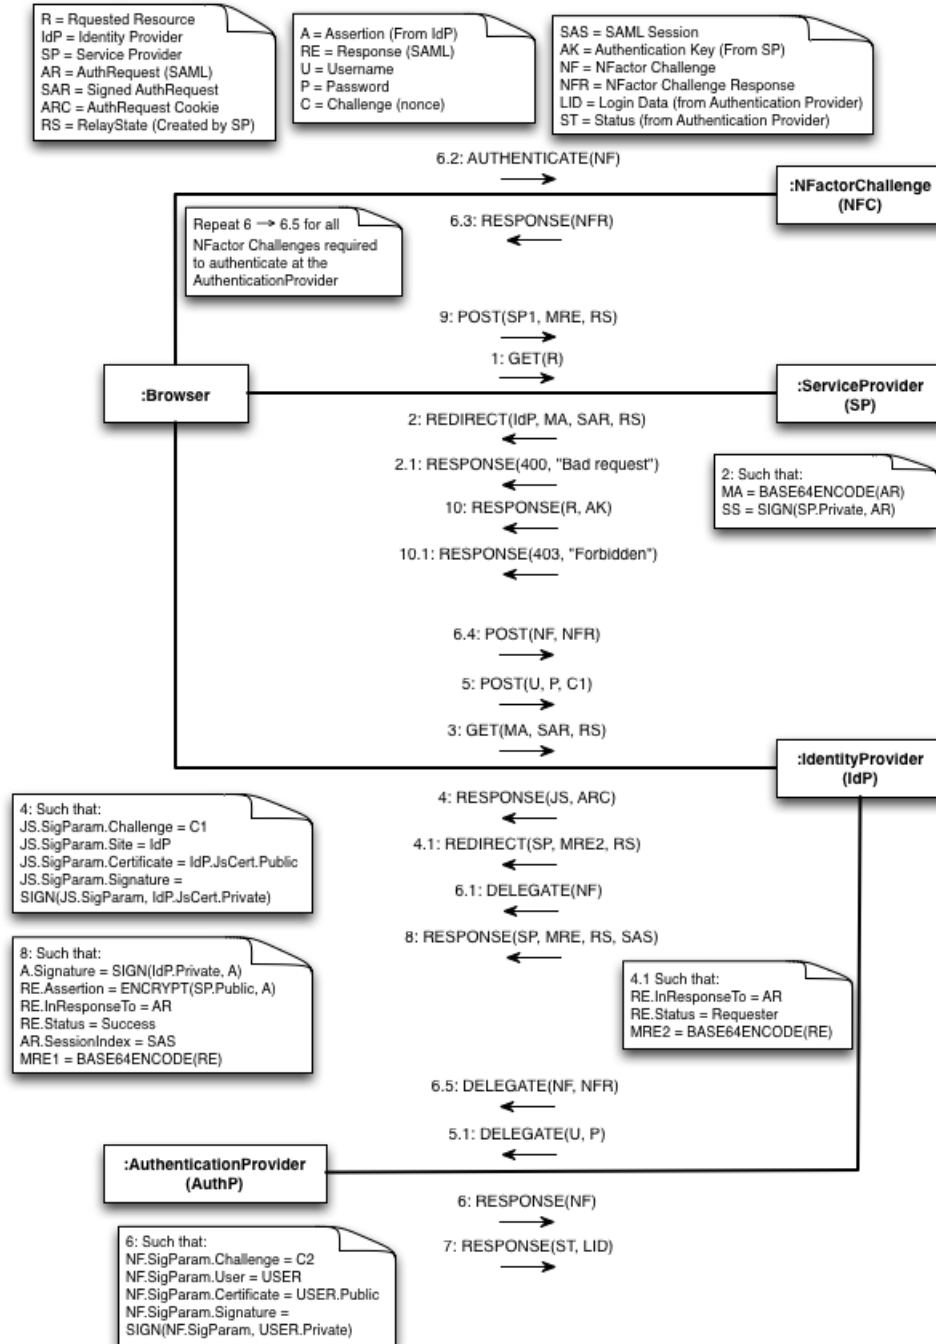 R = Rquested Resource
IdP = Identity Provider
SP = Service Provider
AR = AuthRequest (SAML)
SAR = Signed AuthRequest
ARC = AuthRequest Cookie
RS = RelayState (Created by SP)
A = Assertion (From IdP)
RE = Response (SAML)
U = Username
P = Password
C = Challenge (nonce)
SAS = SAML Session
AK = Authentication Key (From SP)
NF = NFactor Challenge
NFR = NFactor Challenge Response
LID = Login Data (from Authentication Provider)
ST = Status (from Authentication Provider)
6.2: AUTHENTICATE(NF)
:NFactorChallenge
(NFC)
6.3: RESPONSE(NFR)
Repeat 6 → 6.5 for all
NFactor Challenges required
to authenticate at the
AuthenticationProvider
9: POST(SP1, MRE, RS)
1: GET(R)
:Browser
:ServiceProvider
(SP)
2: REDIRECT(IdP, MA, SAR, RS)
2.1: RESPONSE(400, "Bad request")
10: RESPONSE(R, AK)
10.1: RESPONSE(403, "Forbidden")
2: Such that:
MA = BASE64ENCODE(AR)
SS = SIGN(SP.Private, AR)
6.4: POST(NF, NFR)
5: POST(U, P, C1)
3: GET(MA, SAR, RS)
:IdentityProvider
(IdP)
4: Such that:
JS.SigParam.Challenge = C1
JS.SigParam.Site = IdP
JS.SigParam.Certificate = IdP.JsCert.Public
JS.SigParam.Signature =
SIGN(JS.SigParam, IdP.JsCert.Private)
4: RESPONSE(JS, ARC)
4.1: REDIRECT(SP, MRE2, RS)
6.1: DELEGATE(NF)
8: RESPONSE(SP, MRE, RS, SAS)
8: Such that:
A.Signature = SIGN(IdP.Private, A)
RE.Assertion = ENCRYPT(SP.Public, A)
RE.InResponseTo = AR
RE.Status = Success
AR.SessionIndex = SAS
MRE1 = BASE64ENCODE(RE)
4.1 Such that:
RE.InResponseTo = AR
RE.Status = Requester
MRE2 = BASE64ENCODE(RE)
6.5: DELEGATE(NF, NFR)
5.1: DELEGATE(U, P)
:AuthenticationProvider
(AuthP)
6: RESPONSE(NF)
7: RESPONSE(ST, LID)
6: Such that:
NF.SigParam.Challenge = C2
NF.SigParam.User = USER
NF.SigParam.Certificate = USER.Public
NF.SigParam.Signature =
SIGN(NF.SigParam, USER.Private)